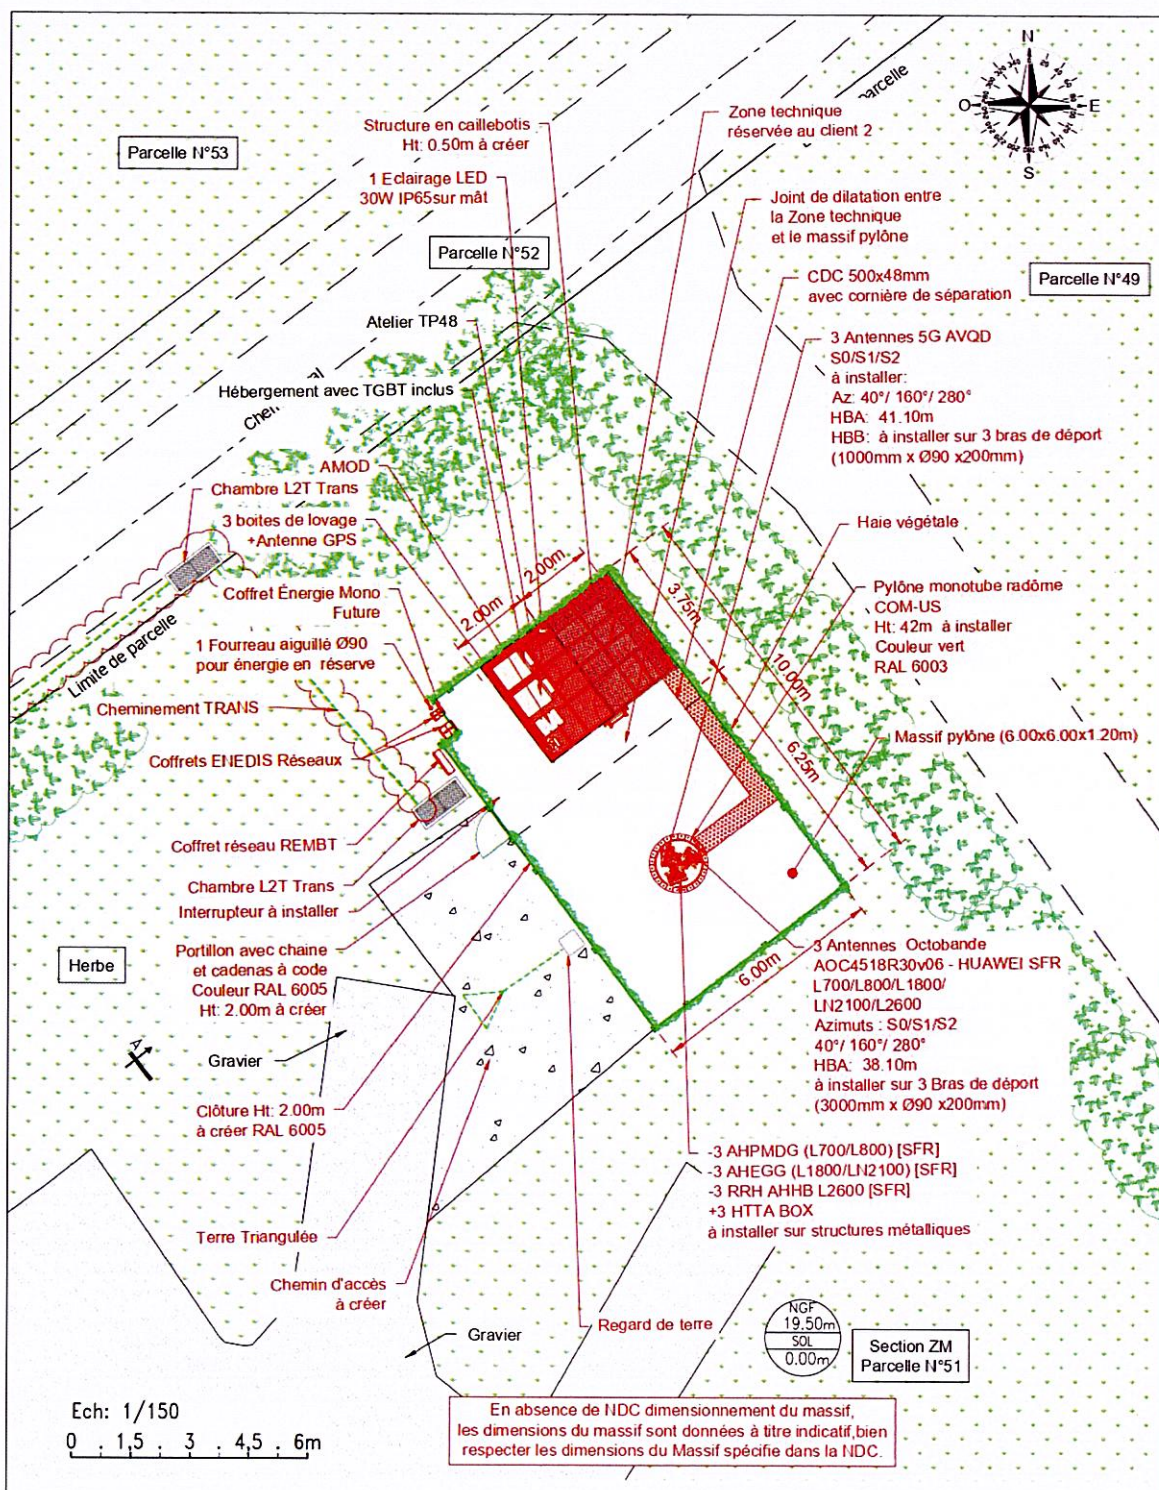 N
O
E
S
Parcelle N°53
Structure en caillebotis
Ht: 0.50m à créer
1 Eclairage LED
30W IP65sur mât
Zone technique
réservée au client 2
parcelle
Joint de dilatation entre
la Zone technique
et le massif pylône
Parcelle N°52
CDC 500x48mm
avec cornière de séparation
Parcelle N°49
Atelier TP48
3 Antennes 5G AVQD
S0/S1/S2
à installer:
Az: 40°/ 160°/ 280°
HBA: 41.10m
HBB: à installer sur 3 bras de déport
(1000mm x Ø90 x200mm)
Hébergement avec TGBT inclus
AMOD
Chambre L2T Trans
3 boites de lovage
+Antenne GPS
Haie végétale
2.00m
2.00m
3.75m
10.00m
6.25m
6.00m
Coffret Énergie Mono
Future
Pylône monotube radôme
COM-US
Ht: 42m à installer
Couleur vert
RAL 6003
1 Fourreau aiguillé Ø90
pour énergie en réserve
Limite de parcelle
Cheminement TRANS
Massif pylône (6.00x6.00x1.20m)
Coffrets ENEDIS Réseaux
Coffret réseau REMBT
Chambre L2T Trans
Interrupteur à installer
Portillon avec chaine
et cadenas à code
Couleur RAL 6005
Ht: 2.00m à créer
Herbe
3 Antennes Octobande
AOC4518R30v06 - HUAWEI SFR
L700/L800/L1800/
LN2100/L2600
Azimuts : S0/S1/S2
40°/ 160°/ 280°
HBA: 38.10m
à installer sur 3 Bras de déport
(3000mm x Ø90 x200mm)
A
Gravier
Clôture Ht: 2.00m
à créer RAL 6005
-3 AHPMDG (L700/L800) [SFR]
-3 AHEGG (L1800/LN2100) [SFR]
-3 RRH AHHB L2600 [SFR]
+3 HTTA BOX
à installer sur structures métalliques
Terre Triangulée
Chemin d'accès
à créer
Regard de terre
Gravier
NGF
19.50m
SOL
0.00m
Section ZM
Parcelle N°51
Ech: 1/150
0 1,5 3 4,5 6m
En absence de NDC dimensionnement du massif,
les dimensions du massif sont données à titre indicatif,bien
respecter les dimensions du Massif spécifie dans la NDC.